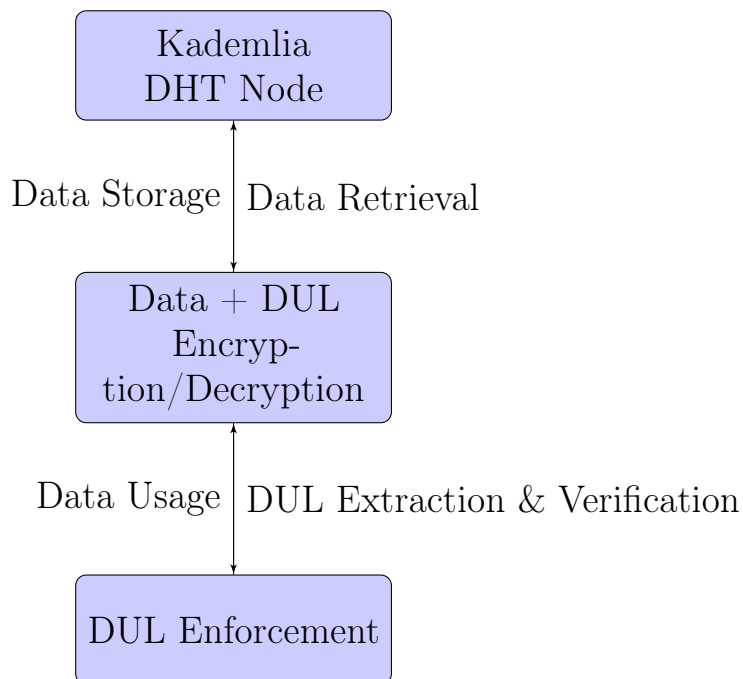 Kademlia
DHT Node
Data Storage
Data Retrieval
Data + DUL
Encryp-
tion/Decryption
Data Usage
DUL Extraction & Verification
DUL Enforcement